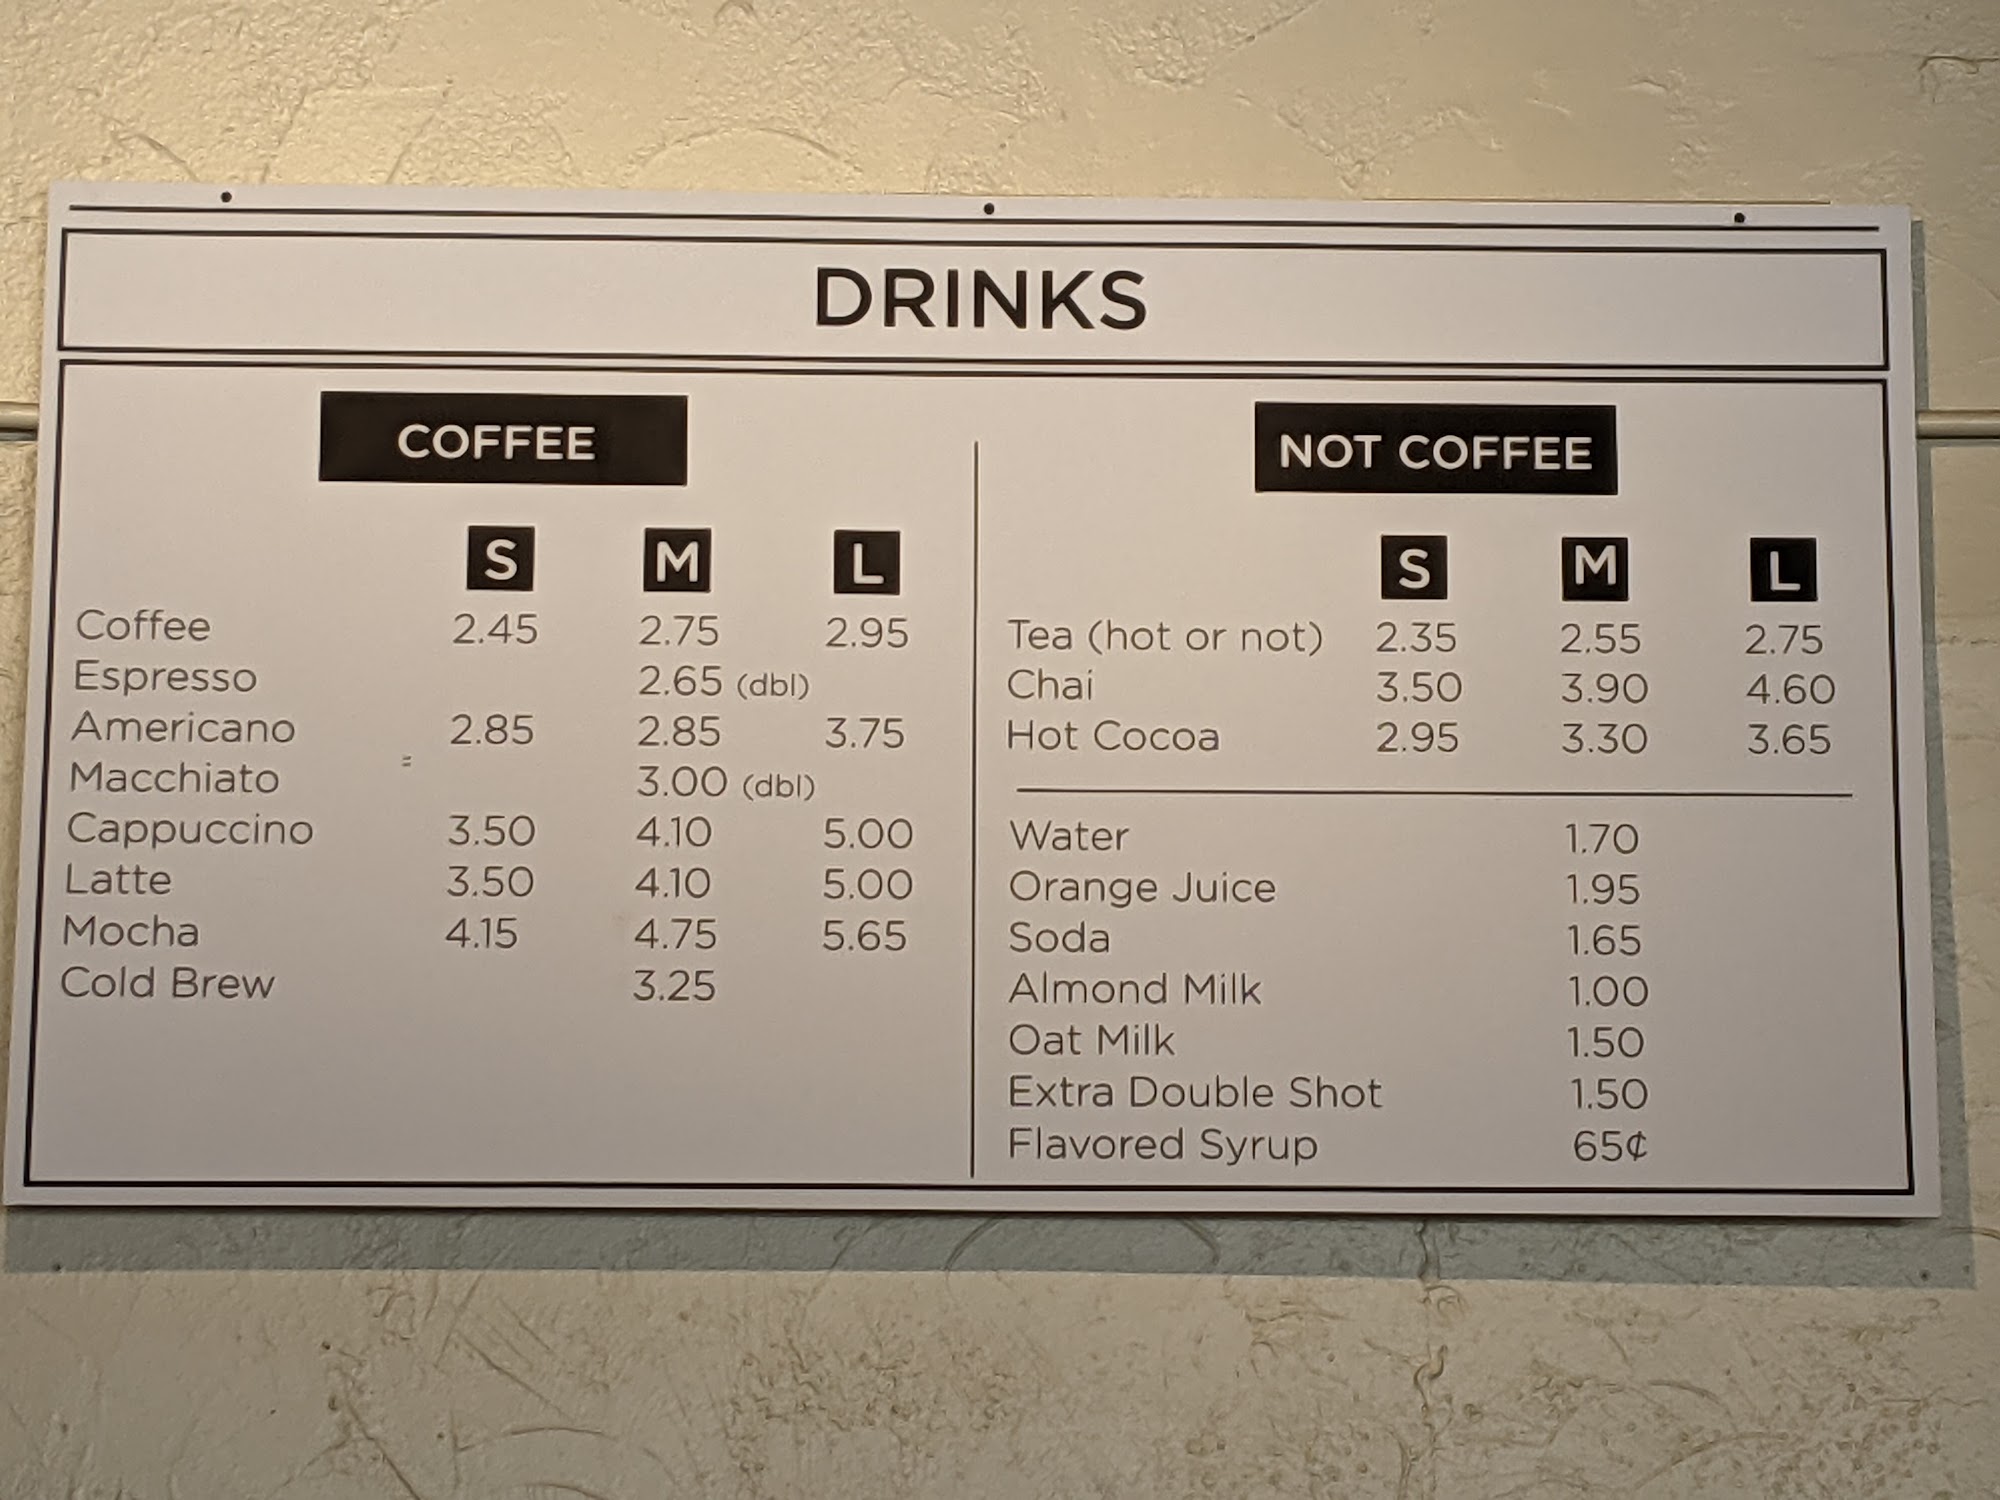 DRINKS
COFFEE
S M L
Coffee 2.45 2.75 2.95
Espresso 2.65 (dbl)
Americano 2.85 2.85 3.75
Macchiato 3.00 (dbl)
Cappuccino 3.50 4.10 5.00
Latte 3.50 4.10 5.00
Mocha 4.15 4.75 5.65
Cold Brew 3.25
NOT COFFEE
S M L
Tea (hot or not) 2.35 2.55 2.75
Chai 3.50 3.90 4.60
Hot Cocoa 2.95 3.30 3.65
Water 1.70
Orange Juice 1.95
Soda 1.65
Almond Milk 1.00
Oat Milk 1.50
Extra Double Shot 1.50
Flavored Syrup 65¢